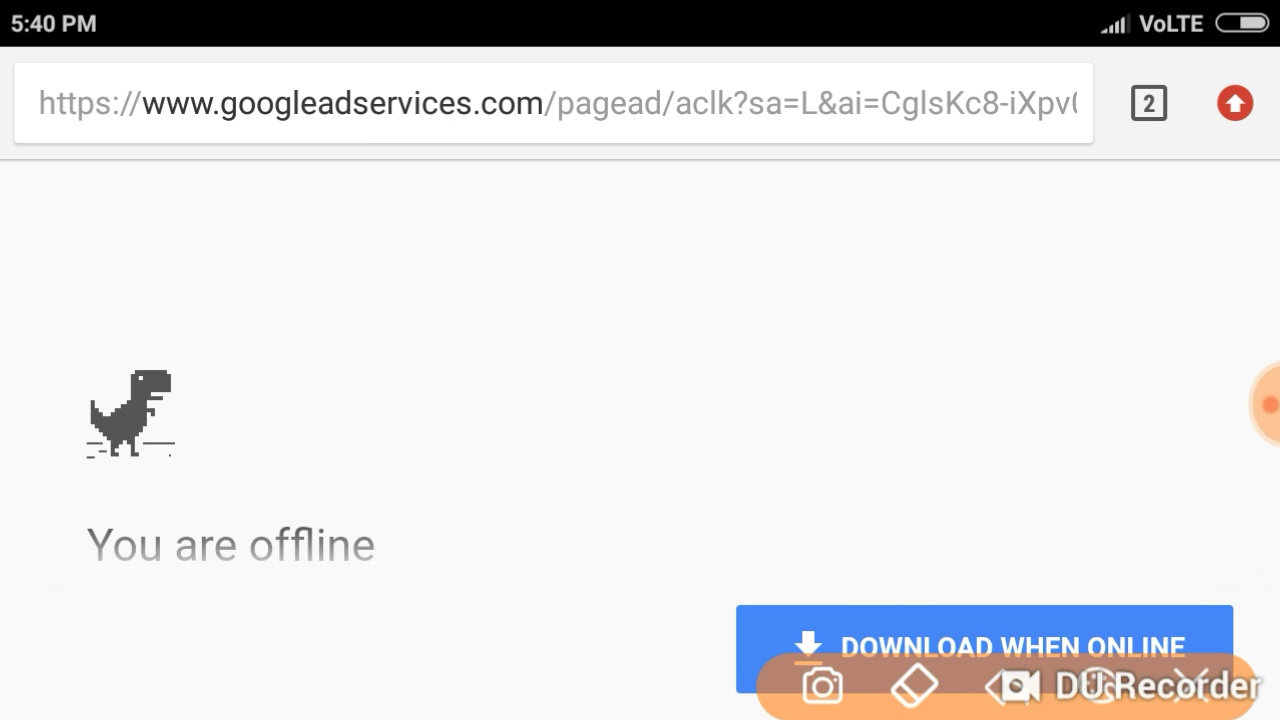 5:40 PM
VoLTE
https://www.googleadservices.com/pagead/aclk?sa=L&ai=CglsKc8-iXpv
2
You are offline
DOWNLOAD WHEN ONLINE
DU Recorder